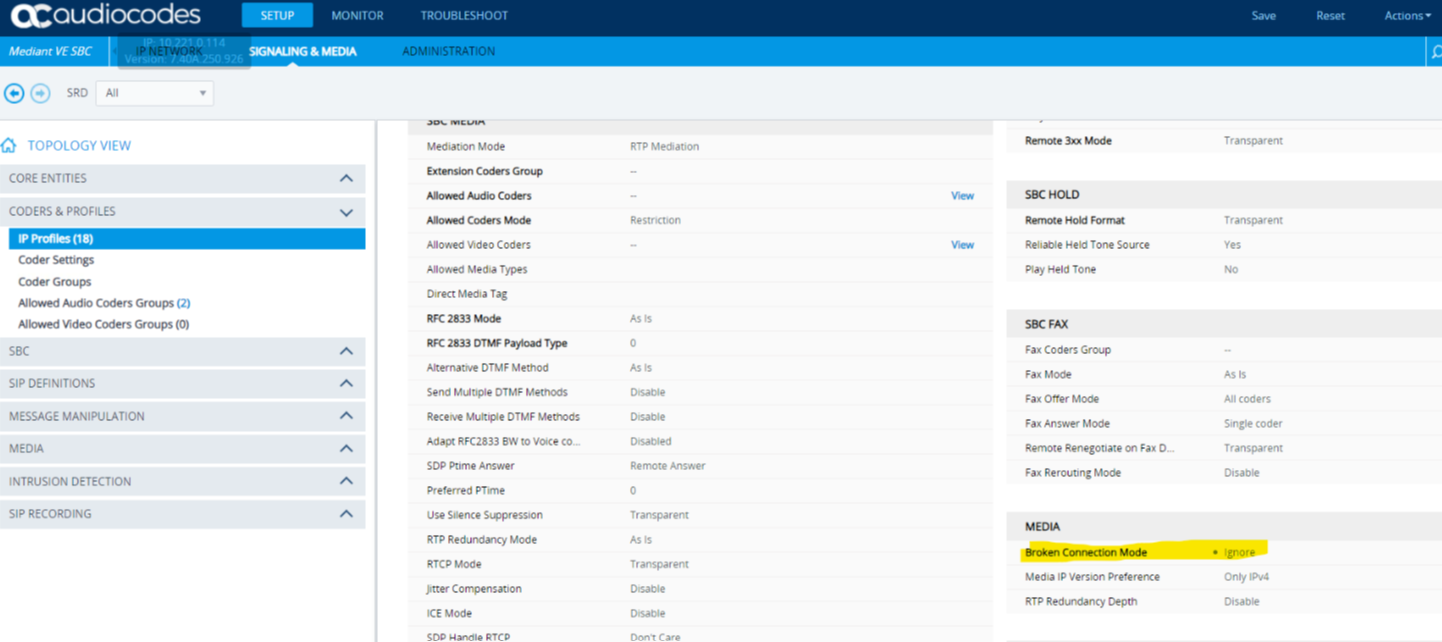 audiocodes
SETUP MONITOR TROUBLESHOOT Save Reset Actions
Mediant VE SBC IP NETWORK SIGNALING & MEDIA ADMINISTRATION
IP: 10.221.0.114
Version: 7.40A.250.926
SRD All
TOPOLOGY VIEW
CORE ENTITIES
CODERS & PROFILES
IP Profiles (18)
Coder Settings
Coder Groups
Allowed Audio Coders Groups (2)
Allowed Video Coders Groups (0)
SBC
SIP DEFINITIONS
MESSAGE MANIPULATION
MEDIA
INTRUSION DETECTION
SIP RECORDING
SBC MEDIA
Mediation Mode RTP Mediation
Extension Coders Group --
Allowed Audio Coders -- View
Allowed Coders Mode Restriction
Allowed Video Coders -- View
Allowed Media Types
Direct Media Tag
RFC 2833 Mode As Is
RFC 2833 DTMF Payload Type 0
Alternative DTMF Method As Is
Send Multiple DTMF Methods Disable
Receive Multiple DTMF Methods Disable
Adapt RFC2833 BW to Voice co... Disabled
SDP Ptime Answer Remote Answer
Preferred PTime 0
Use Silence Suppression Transparent
RTP Redundancy Mode As Is
RTCP Mode Transparent
Jitter Compensation Disable
ICE Mode Disable
SDP Handle RTCP Don't Care
Remote 3xx Mode Transparent
SBC HOLD
Remote Hold Format Transparent
Reliable Held Tone Source Yes
Play Held Tone No
SBC FAX
Fax Coders Group --
Fax Mode As Is
Fax Offer Mode All coders
Fax Answer Mode Single coder
Remote Renegotiate on Fax D... Transparent
Fax Rerouting Mode Disable
MEDIA
Broken Connection Mode • Ignore
Media IP Version Preference Only IPv4
RTP Redundancy Depth Disable